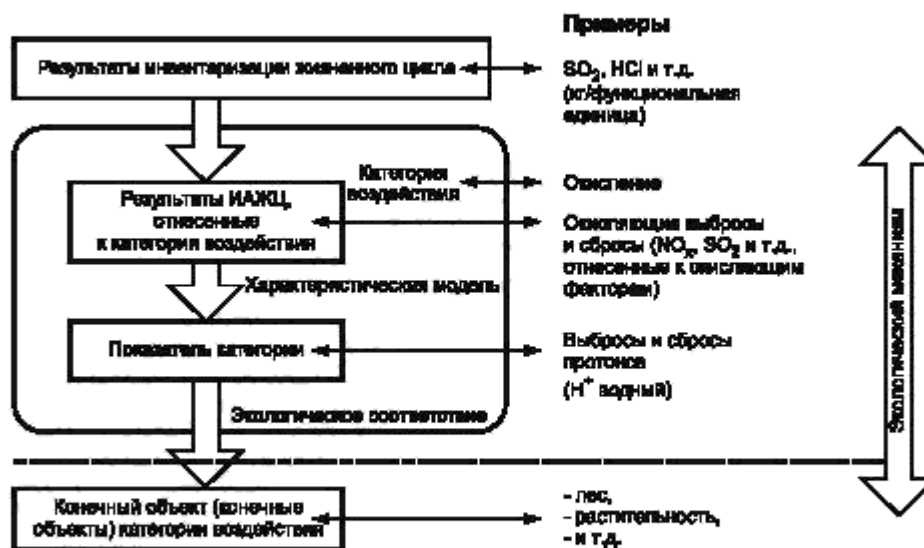 Примеры
Результаты инвентаризации жизненного цикла
SO2, HCl и т.д.
(кг/функциональная
единица)
Категория
воздействия
Окисление
Результаты ИАЖЦ,
отнесенные
к категория воздействия
Окисляющие выбросы
и сбросы (NOx, SO2 и т.д.,
отнесенные к окисляющим
факторам)
Характеристическая модель
Показатель категории
Выбросы и сбросы
протонов
(H+ водный)
Экологическое соответствие
Экологический механизм
Конечный объект (конечные
объекты) категории воздействия
- лес,
- растительность,
- и т.д.